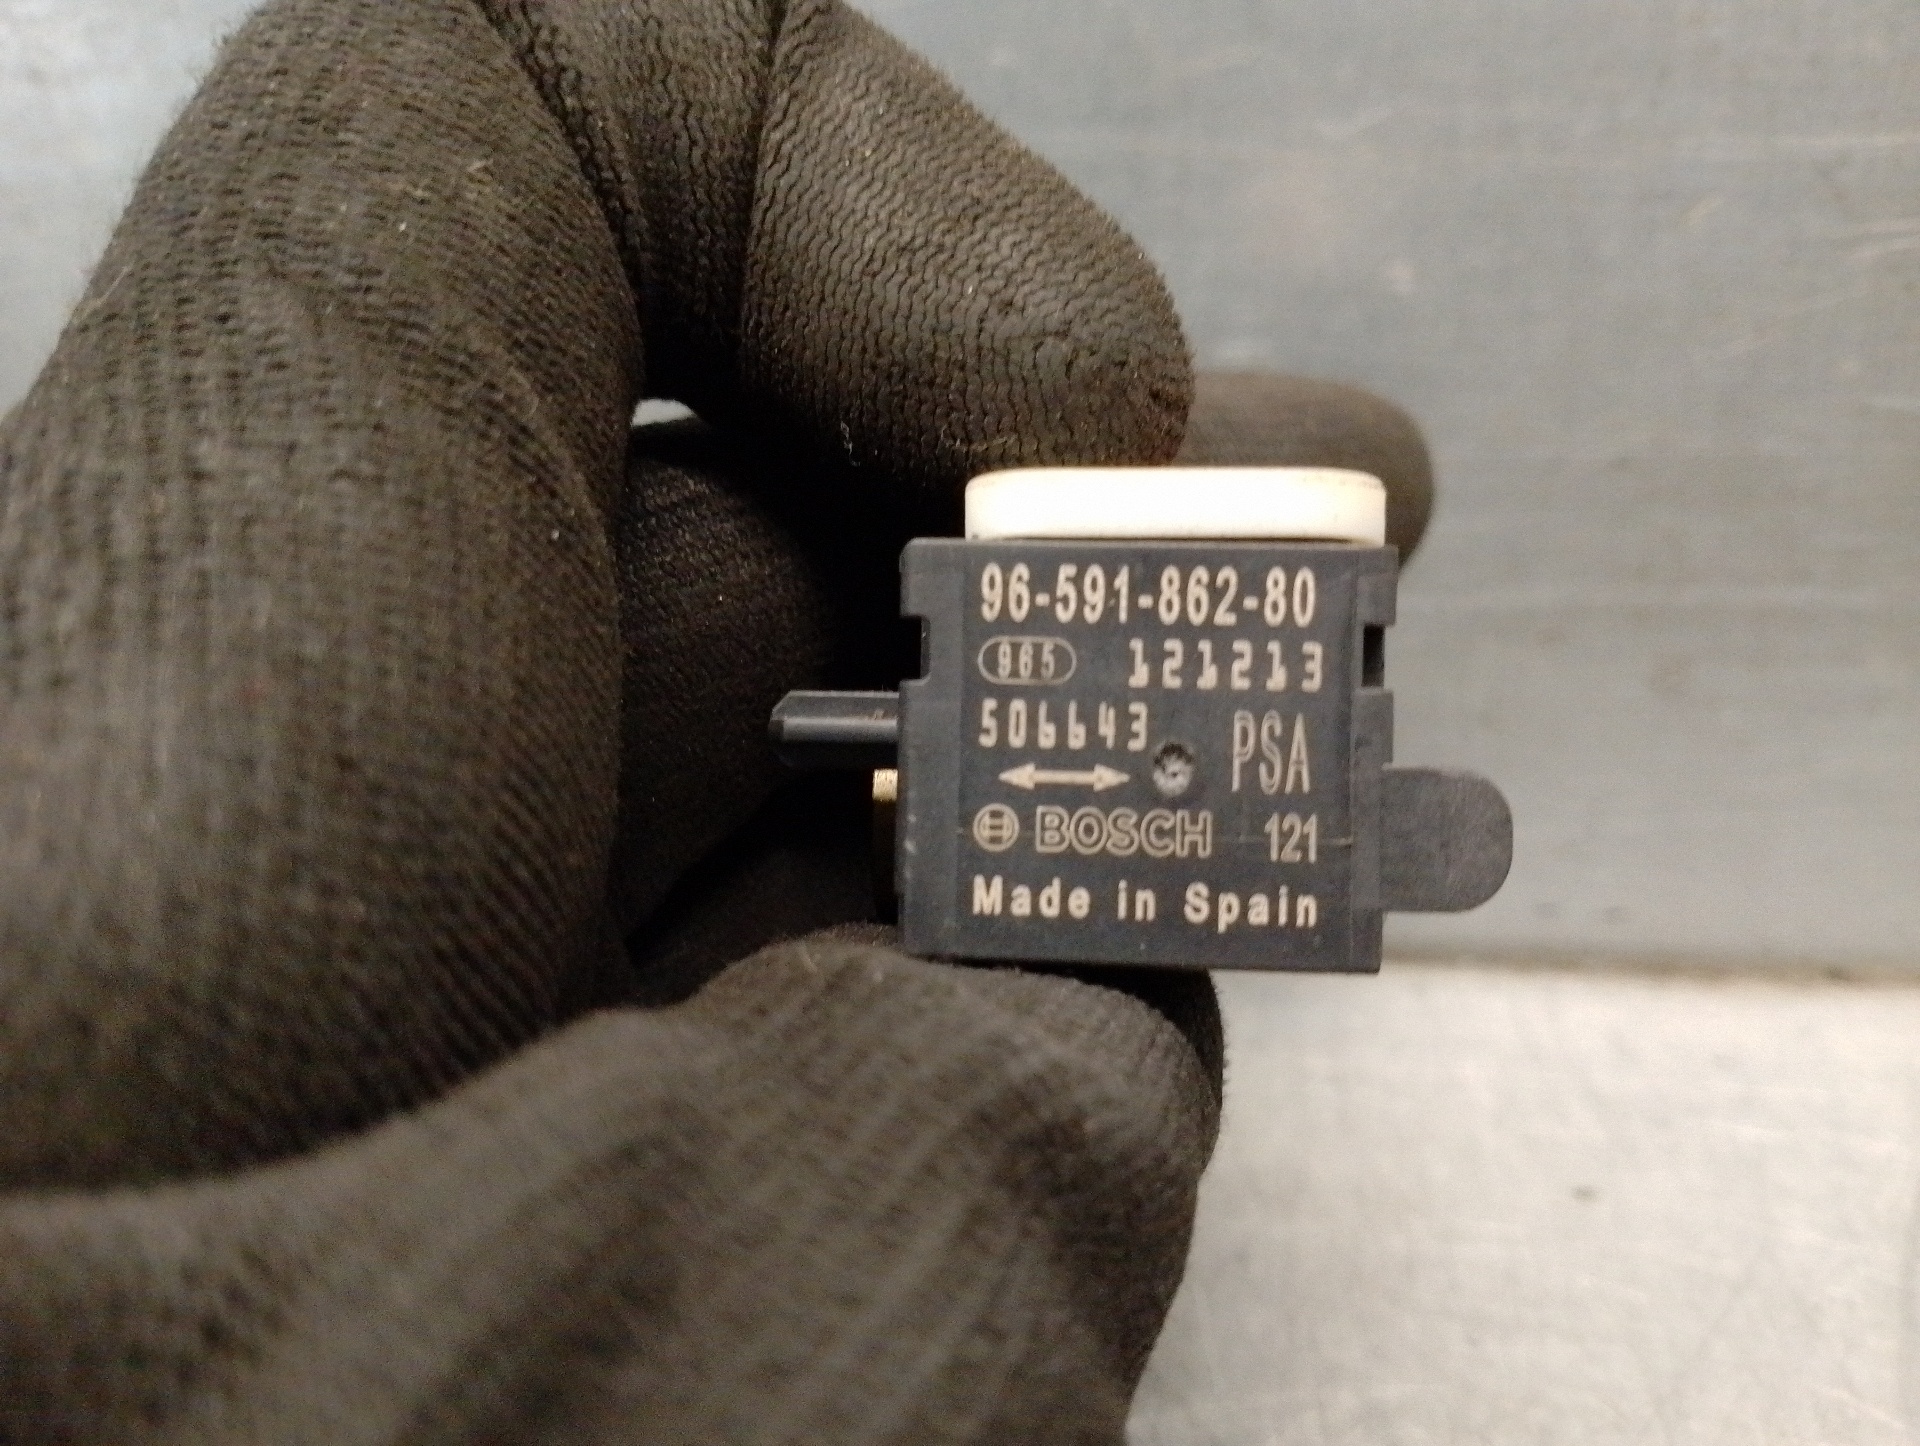 96-591-862-80
965 121213
506643 PSA
BOSCH 121
Made in Spain